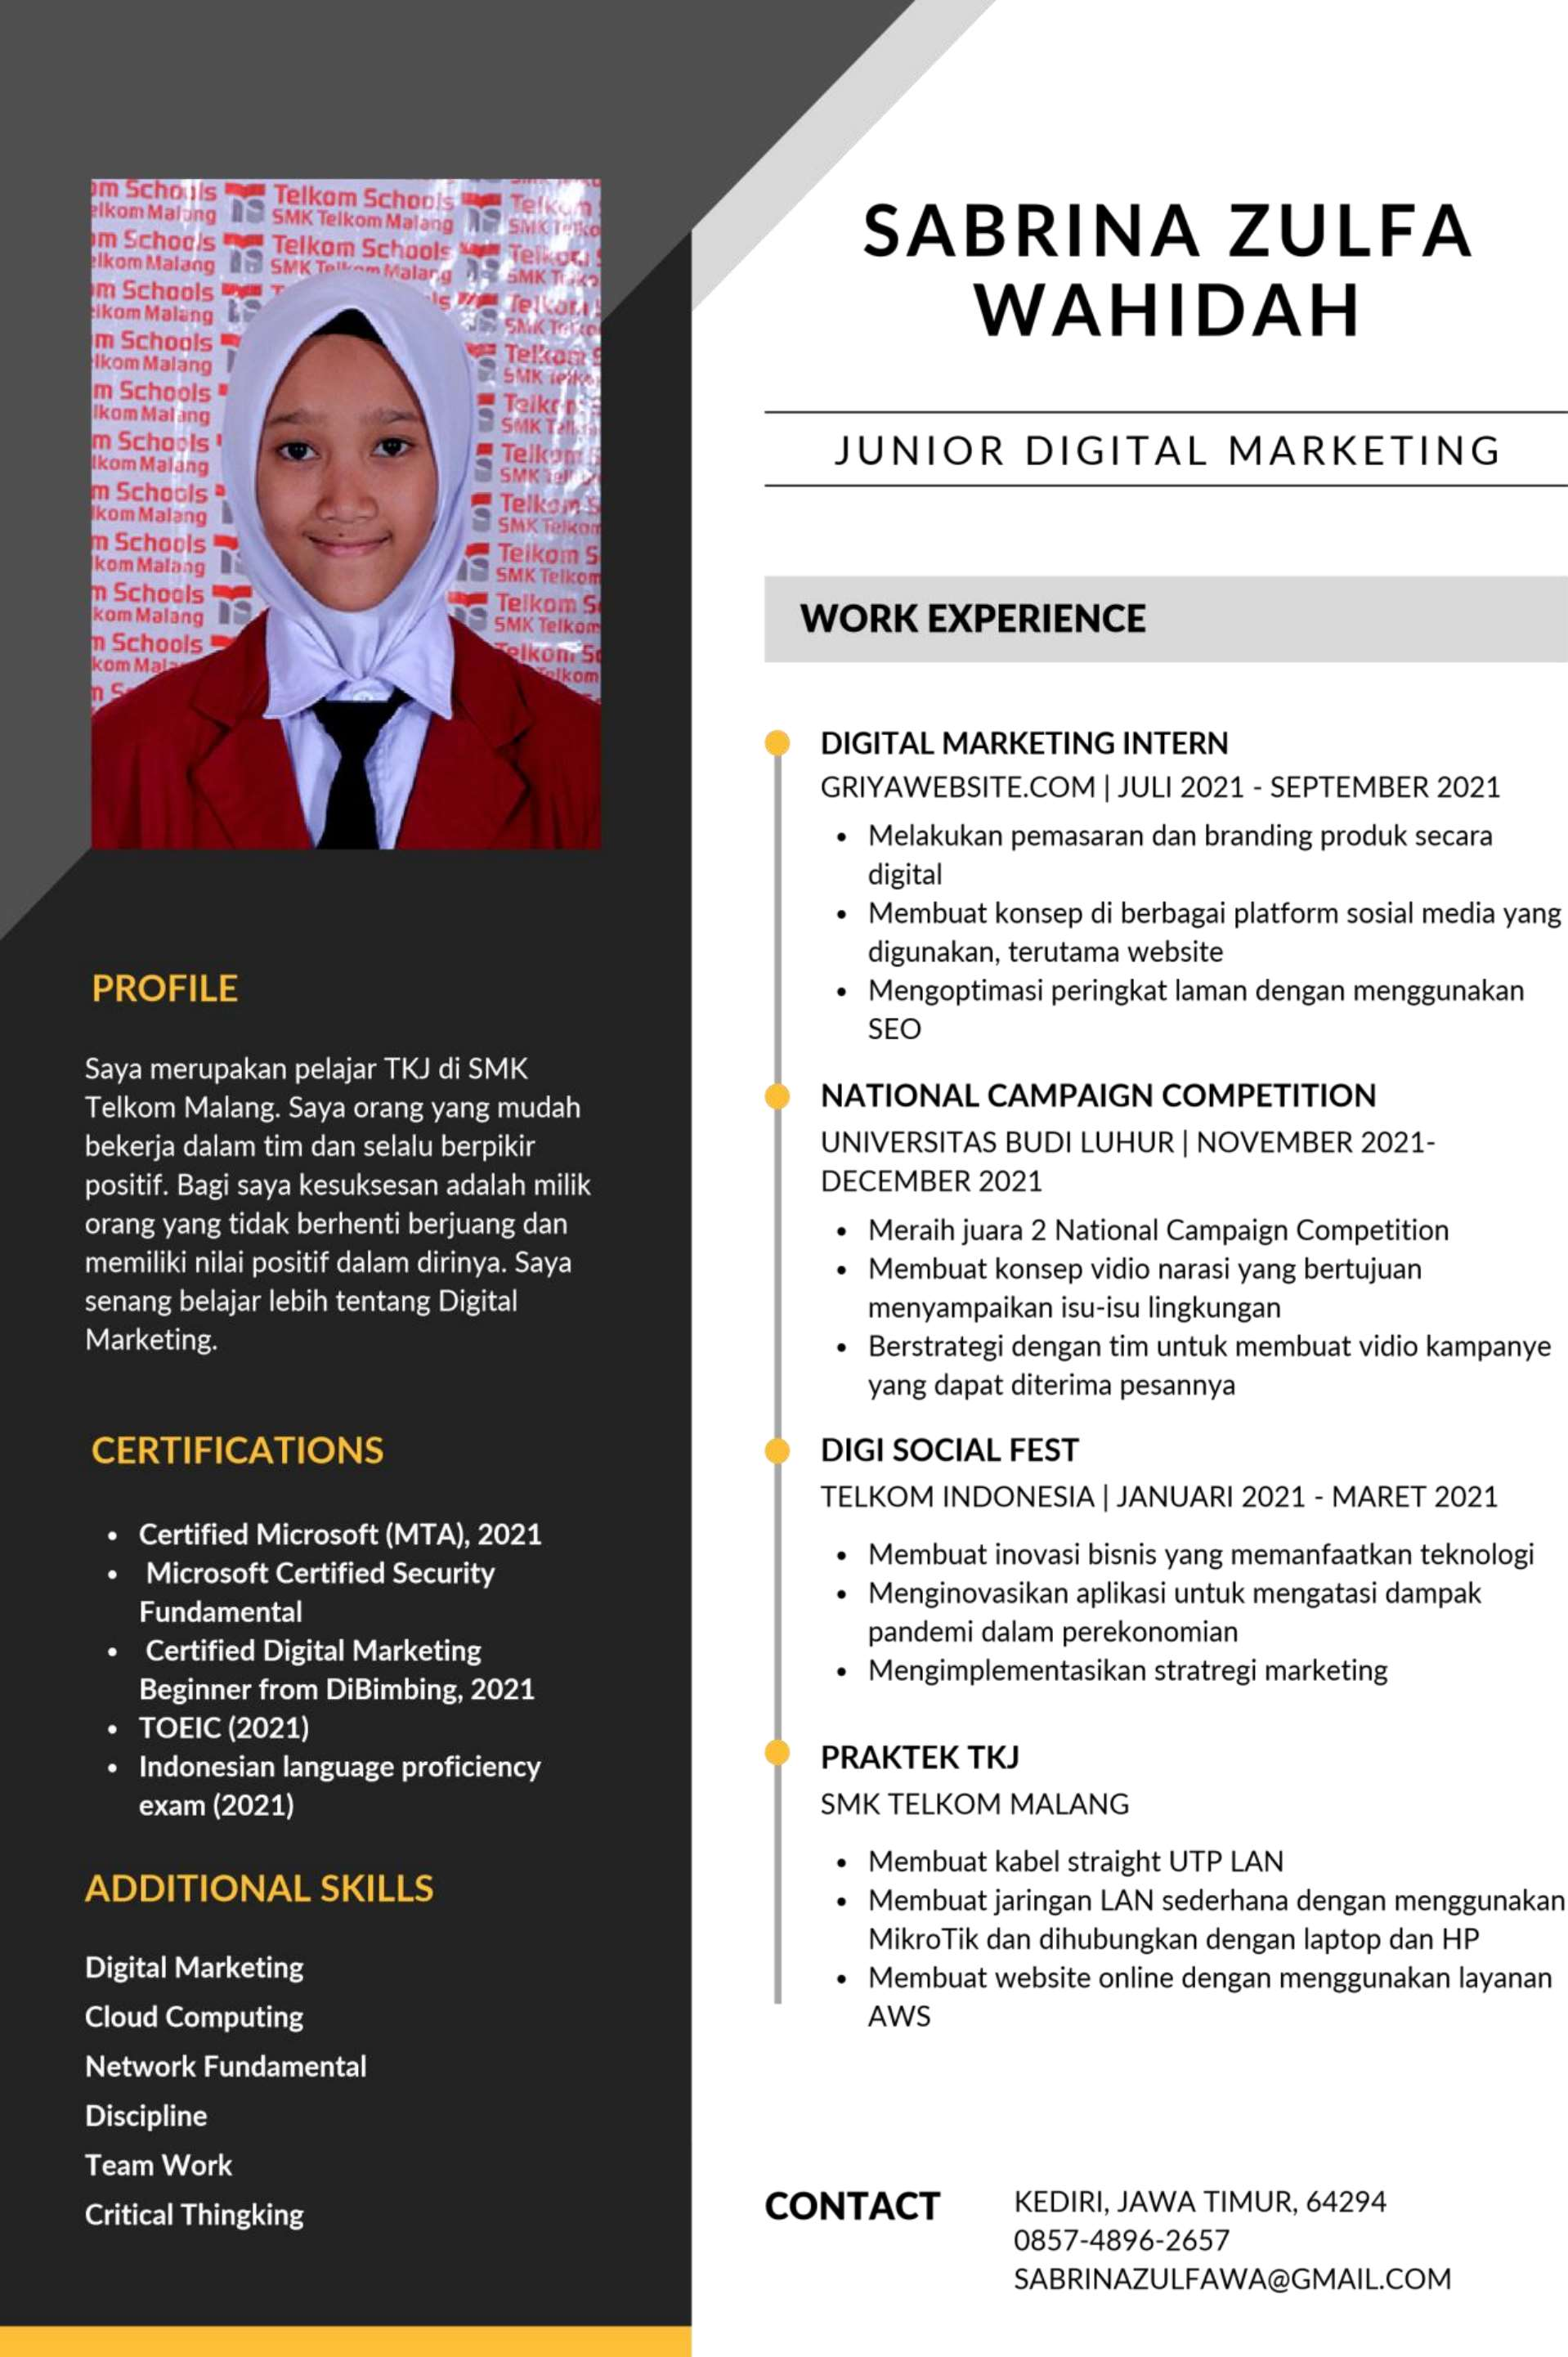 Telkom Schools
SMK Telkom Malang
Telkom Schools
SABRINA ZULFA
WAHIDAH
JUNIOR DIGITAL MARKETING
PROFILE
Saya merupakan pelajar TKJ di SMK
Telkom Malang. Saya orang yang mudah
bekerja dalam tim dan selalu berpikir
positif. Bagi saya kesuksesan adalah milik
orang yang tidak berhenti berjuang dan
memiliki nilai positif dalam dirinya. Saya
senang belajar lebih tentang Digital
Marketing.
CERTIFICATIONS
• Certified Microsoft (MTA), 2021
• Microsoft Certified Security
Fundamental
• Certified Digital Marketing
Beginner from DiBimbing, 2021
• TOEIC (2021)
• Indonesian language proficiency
exam (2021)
ADDITIONAL SKILLS
Digital Marketing
Cloud Computing
Network Fundamental
Discipline
Team Work
Critical Thingking
WORK EXPERIENCE
DIGITAL MARKETING INTERN
GRIYAWEBSITE.COM | JULI 2021 - SEPTEMBER 2021
• Melakukan pemasaran dan branding produk secara
digital
• Membuat konsep di berbagai platform sosial media yang
digunakan, terutama website
• Mengoptimasi peringkat laman dengan menggunakan
SEO
NATIONAL CAMPAIGN COMPETITION
UNIVERSITAS BUDI LUHUR | NOVEMBER 2021-
DECEMBER 2021
• Meraih juara 2 National Campaign Competition
• Membuat konsep vidio narasi yang bertujuan
menyampaikan isu-isu lingkungan
• Berstrategi dengan tim untuk membuat vidio kampanye
yang dapat diterima pesannya
DIGI SOCIAL FEST
TELKOM INDONESIA | JANUARI 2021 - MARET 2021
• Membuat inovasi bisnis yang memanfaatkan teknologi
• Menginovasikan aplikasi untuk mengatasi dampak
pandemi dalam perekonomian
• Mengimplementasikan stratregi marketing
PRAKTEK TKJ
SMK TELKOM MALANG
• Membuat kabel straight UTP LAN
• Membuat jaringan LAN sederhana dengan menggunakan
MikroTik dan dihubungkan dengan laptop dan HP
• Membuat website online dengan menggunakan layanan
AWS
CONTACT
KEDIRI, JAWA TIMUR, 64294
0857-4896-2657
SABRINAZULFAWA@GMAIL.COM